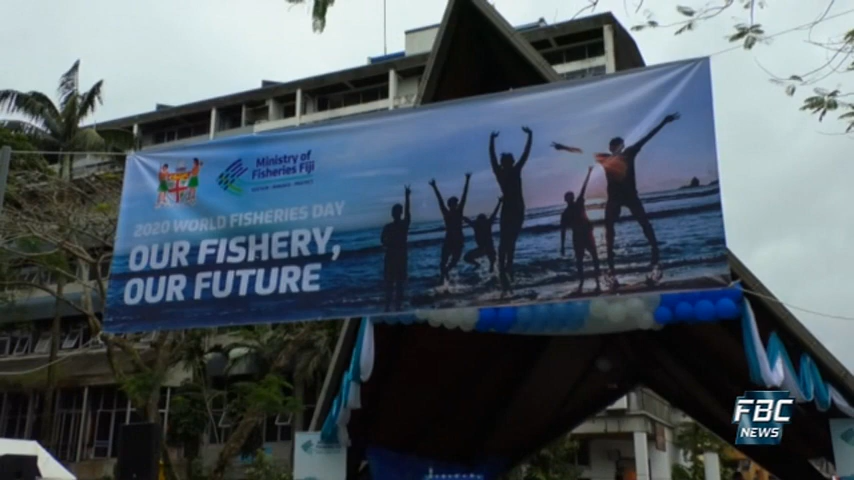 Ministry of
Fisheries Fiji
2020 WORLD FISHERIES DAY
OUR FISHERY,
OUR FUTURE
FBC
NEWS